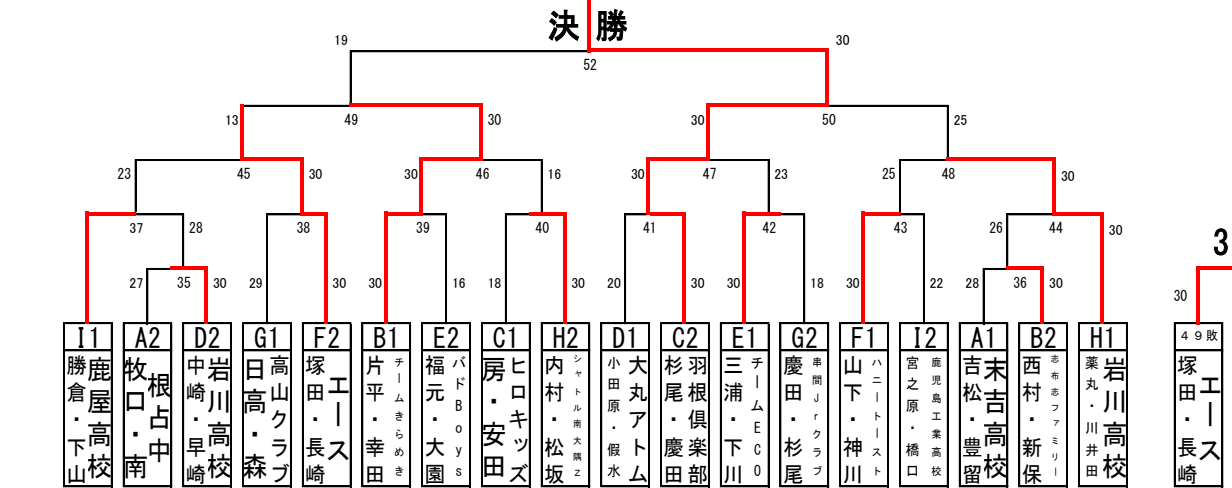 決勝
19
30
52
13
49
30
30
50
25
23
45
30
30
46
16
30
47
23
25
48
30
37
28
38
39
40
41
42
43
26
44
30
3
27
35
30
29
30
30
16
18
30
20
30
30
18
30
22
28
36
30
30
I1
A2
D2
G1
F2
B1
E2
C1
H2
D1
C2
E1
G2
F1
I2
A1
B2
H1
49敗
鹿屋高校
勝倉・下山
根占中
牧口・南
岩川高校
中崎・早崎
高山クラブ
日高・森
エース
塚田・長崎
チームきらめき
片平・幸田
バドBoys
福元・大園
ヒロキッズ
房・安田
シャトル南大隅Z
内村・松坂
大丸アトム
小田原・假水
羽根倶楽部
杉尾・慶田
チームECO
三浦・下川
串間Jrクラブ
慶田・杉尾
ハニートースト
山下・神川
鹿児島工業高校
宮之原・橋口
末吉高校
吉松・豊留
志布志ファミリー
西村・新保
岩川高校
薬丸・川井田
エース
塚田・長崎